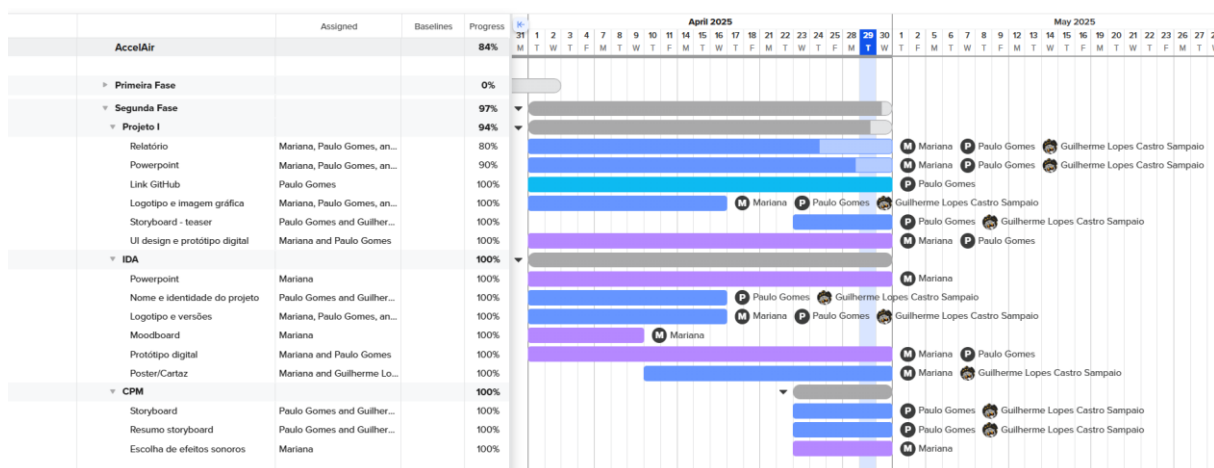 Assigned Baselines Progress April 2025 May 2025
31 1 2 3 4 7 8 9 10 11 14 15 16 17 18 21 22 23 24 25 28 29 30 1 2 5 6 7 8 9 12 13 14 15 16 19 20 21 22 23 26 27
M T W T F M T W T F M T W T F M T W T F M T W T F M T W T F M T W T F M T W T F M T
AccelAir 84%
Primeira Fase 0%
Segunda Fase 97%
Projeto I 94%
Relatório Mariana, Paulo Gomes, an... 80% M Mariana P Paulo Gomes Guilherme Lopes Castro Sampaio
Powerpoint Mariana, Paulo Gomes, an... 90% M Mariana P Paulo Gomes Guilherme Lopes Castro Sampaio
Link GitHub Paulo Gomes 100% P Paulo Gomes
Logotipo e imagem gráfica Mariana, Paulo Gomes, an... 100% M Mariana P Paulo Gomes Guilherme Lopes Castro Sampaio
Storyboard - teaser Paulo Gomes and Guilher... 100% P Paulo Gomes Guilherme Lopes Castro Sampaio
UI design e protótipo digital Mariana and Paulo Gomes 100% M Mariana P Paulo Gomes
IDA 100%
Powerpoint Mariana 100% M Mariana
Nome e identidade do projeto Paulo Gomes and Guilher... 100% P Paulo Gomes Guilherme Lopes Castro Sampaio
Logotipo e versões Mariana, Paulo Gomes, an... 100% M Mariana P Paulo Gomes Guilherme Lopes Castro Sampaio
Moodboard Mariana 100% M Mariana
Protótipo digital Mariana and Paulo Gomes 100% M Mariana P Paulo Gomes
Poster/Cartaz Mariana and Guilherme Lo... 100% M Mariana Guilherme Lopes Castro Sampaio
CPM 100%
Storyboard Paulo Gomes and Guilher... 100% P Paulo Gomes Guilherme Lopes Castro Sampaio
Resumo storyboard Paulo Gomes and Guilher... 100% P Paulo Gomes Guilherme Lopes Castro Sampaio
Escolha de efeitos sonoros Mariana 100% M Mariana